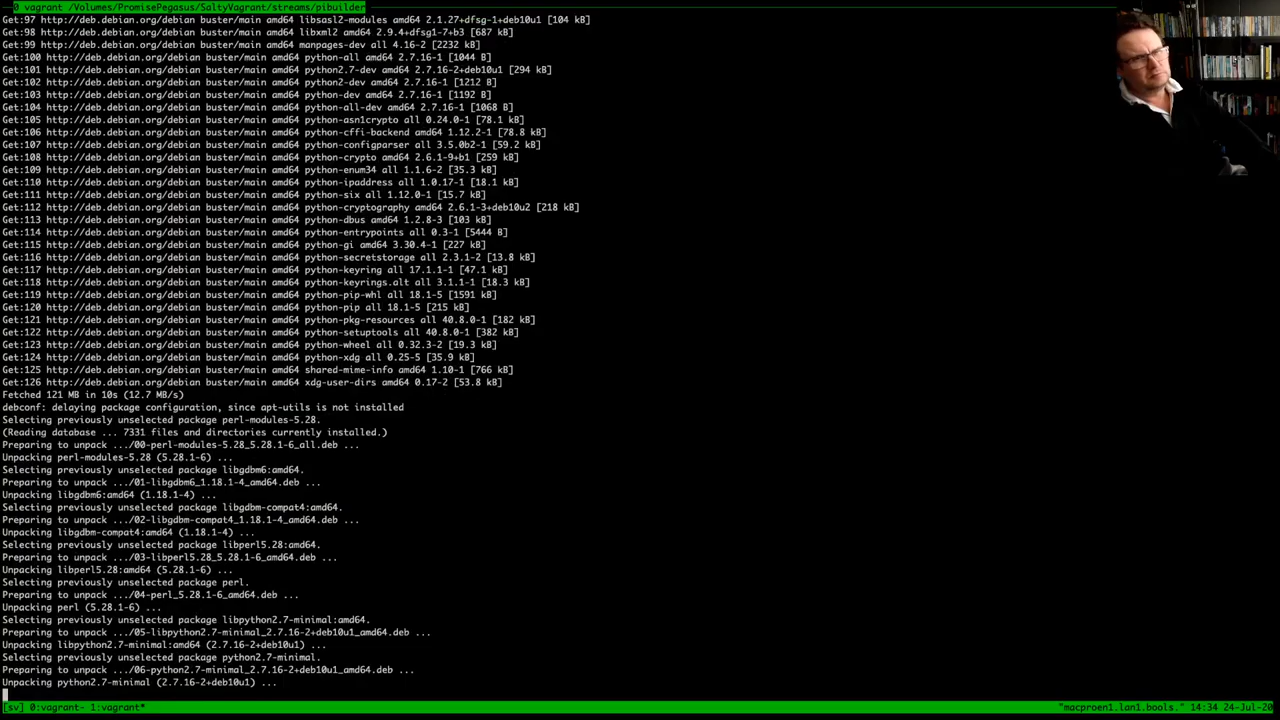 0 vagrant /Volumes/PromisePegasus/SaltyVagrant/streams/pibuilder
Get:97 http://deb.debian.org/debian buster/main amd64 libsasl2-modules amd64 2.1.27+dfsg-1+deb10u1 [104 kB]
Get:98 http://deb.debian.org/debian buster/main amd64 libxml2 amd64 2.9.4+dfsg1-7+b3 [687 kB]
Get:99 http://deb.debian.org/debian buster/main amd64 manpages-dev all 4.16-2 [2232 kB]
Get:100 http://deb.debian.org/debian buster/main amd64 python-all amd64 2.7.16-1 [1044 B]
Get:101 http://deb.debian.org/debian buster/main amd64 python2.7-dev amd64 2.7.16-2+deb10u1 [294 kB]
Get:102 http://deb.debian.org/debian buster/main amd64 python2-dev amd64 2.7.16-1 [1212 B]
Get:103 http://deb.debian.org/debian buster/main amd64 python-dev amd64 2.7.16-1 [1192 B]
Get:104 http://deb.debian.org/debian buster/main amd64 python-all-dev amd64 2.7.16-1 [1068 B]
Get:105 http://deb.debian.org/debian buster/main amd64 python-asn1crypto all 0.24.0-1 [78.1 kB]
Get:106 http://deb.debian.org/debian buster/main amd64 python-cffi-backend amd64 1.12.2-1 [78.8 kB]
Get:107 http://deb.debian.org/debian buster/main amd64 python-configparser all 3.5.0b2-1 [59.2 kB]
Get:108 http://deb.debian.org/debian buster/main amd64 python-crypto amd64 2.6.1-9+b1 [259 kB]
Get:109 http://deb.debian.org/debian buster/main amd64 python-enum34 all 1.1.6-2 [35.3 kB]
Get:110 http://deb.debian.org/debian buster/main amd64 python-ipaddress all 1.0.17-1 [18.1 kB]
Get:111 http://deb.debian.org/debian buster/main amd64 python-six all 1.12.0-1 [15.7 kB]
Get:112 http://deb.debian.org/debian buster/main amd64 python-cryptography amd64 2.6.1-3+deb10u2 [218 kB]
Get:113 http://deb.debian.org/debian buster/main amd64 python-dbus amd64 1.2.8-3 [103 kB]
Get:114 http://deb.debian.org/debian buster/main amd64 python-entrypoints all 0.3-1 [5444 B]
Get:115 http://deb.debian.org/debian buster/main amd64 python-gi amd64 3.30.4-1 [227 kB]
Get:116 http://deb.debian.org/debian buster/main amd64 python-secretstorage all 2.3.1-2 [13.8 kB]
Get:117 http://deb.debian.org/debian buster/main amd64 python-keyring all 17.1.1-1 [47.1 kB]
Get:118 http://deb.debian.org/debian buster/main amd64 python-keyrings.alt all 3.1.1-1 [18.3 kB]
Get:119 http://deb.debian.org/debian buster/main amd64 python-pip-whl all 18.1-5 [1591 kB]
Get:120 http://deb.debian.org/debian buster/main amd64 python-pip all 18.1-5 [215 kB]
Get:121 http://deb.debian.org/debian buster/main amd64 python-pkg-resources all 40.8.0-1 [182 kB]
Get:122 http://deb.debian.org/debian buster/main amd64 python-setuptools all 40.8.0-1 [382 kB]
Get:123 http://deb.debian.org/debian buster/main amd64 python-wheel all 0.32.3-2 [19.3 kB]
Get:124 http://deb.debian.org/debian buster/main amd64 python-xdg all 0.25-5 [35.9 kB]
Get:125 http://deb.debian.org/debian buster/main amd64 shared-mime-info amd64 1.10-1 [766 kB]
Get:126 http://deb.debian.org/debian buster/main amd64 xdg-user-dirs amd64 0.17-2 [53.8 kB]
Fetched 121 MB in 10s (12.7 MB/s)
debconf: delaying package configuration, since apt-utils is not installed
Selecting previously unselected package perl-modules-5.28.
(Reading database ... 7331 files and directories currently installed.)
Preparing to unpack .../00-perl-modules-5.28_5.28.1-6_all.deb ...
Unpacking perl-modules-5.28 (5.28.1-6) ...
Selecting previously unselected package libgdbm6:amd64.
Preparing to unpack .../01-libgdbm6_1.18.1-4_amd64.deb ...
Unpacking libgdbm6:amd64 (1.18.1-4) ...
Selecting previously unselected package libgdbm-compat4:amd64.
Preparing to unpack .../02-libgdbm-compat4_1.18.1-4_amd64.deb ...
Unpacking libgdbm-compat4:amd64 (1.18.1-4) ...
Selecting previously unselected package libperl5.28:amd64.
Preparing to unpack .../03-libperl5.28_5.28.1-6_amd64.deb ...
Unpacking libperl5.28:amd64 (5.28.1-6) ...
Selecting previously unselected package perl.
Preparing to unpack .../04-perl_5.28.1-6_amd64.deb ...
Unpacking perl (5.28.1-6) ...
Selecting previously unselected package libpython2.7-minimal:amd64.
Preparing to unpack .../05-libpython2.7-minimal_2.7.16-2+deb10u1_amd64.deb ...
Unpacking libpython2.7-minimal:amd64 (2.7.16-2+deb10u1) ...
Selecting previously unselected package python2.7-minimal.
Preparing to unpack .../06-python2.7-minimal_2.7.16-2+deb10u1_amd64.deb ...
Unpacking python2.7-minimal (2.7.16-2+deb10u1) ...
[sv] 0:vagrant- 1:vagrant* "macproen1.lan1.bools." 14:34 24-Jul-20